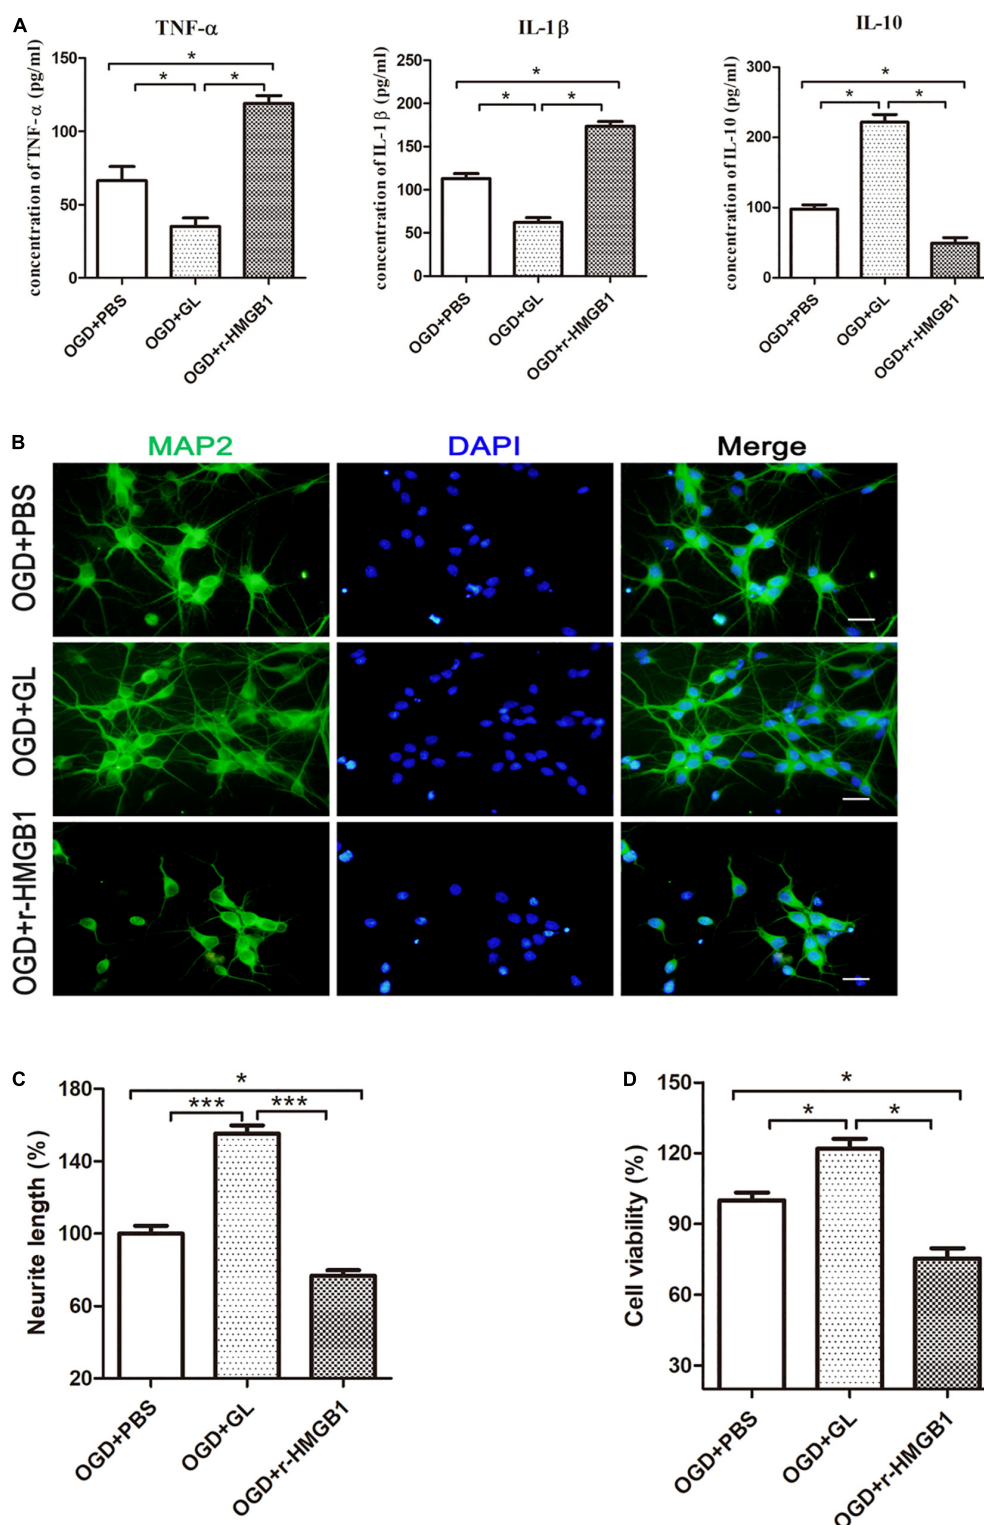 A
TNF-α
IL-1β
IL-10
concentration of TNF-α (pg/ml)
150
100
50
0
*
*
*
OGD+PBS
OGD+GL
OGD+r-HMGB1
concentration of IL-1β (pg/ml)
250
200
150
100
50
0
*
*
*
OGD+PBS
OGD+GL
OGD+r-HMGB1
concentration of IL-10 (pg/ml)
300
200
100
0
*
*
*
OGD+PBS
OGD+GL
OGD+r-HMGB1
B
MAP2
DAPI
Merge
OGD+PBS
OGD+GL
OGD+r-HMGB1
C
Neurite length (%)
180
140
100
60
20
*
***
***
OGD+PBS
OGD+GL
OGD+r-HMGB1
D
Cell viability (%)
150
120
90
60
30
*
*
*
OGD+PBS
OGD+GL
OGD+r-HMGB1